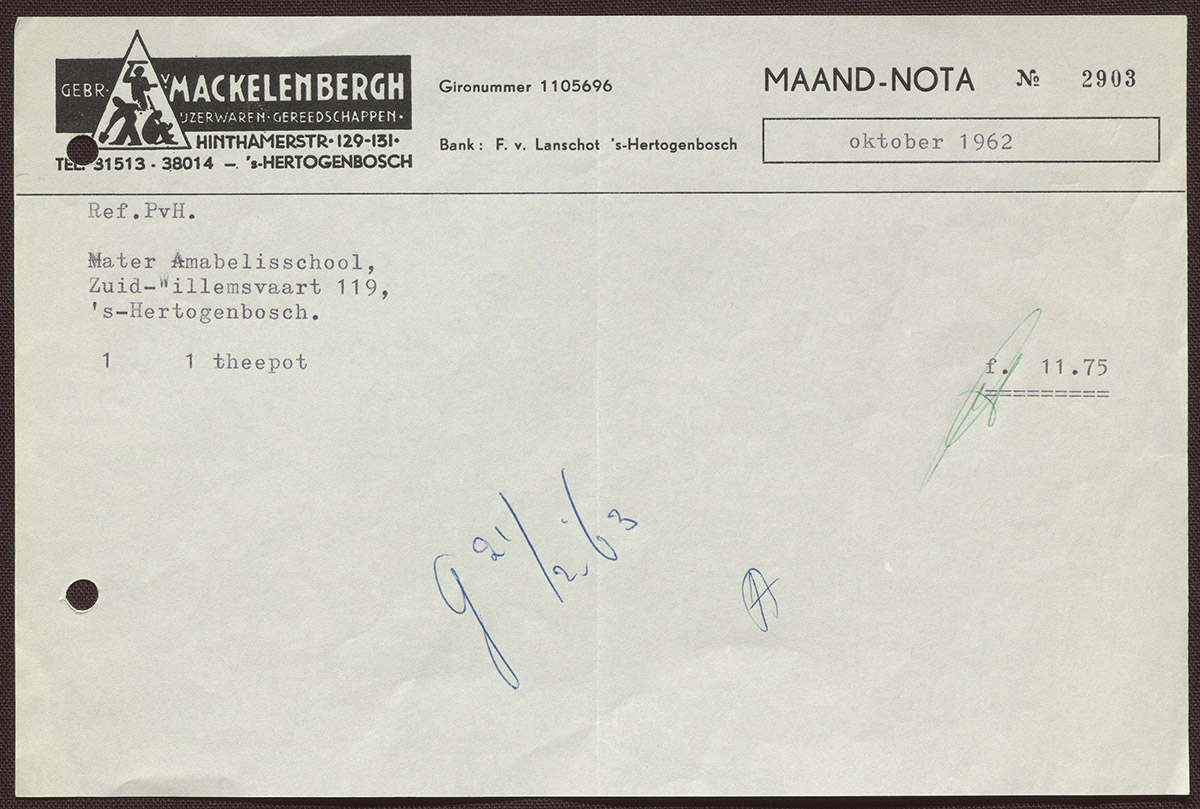 GEBR. v. MACKELENBERGH
IJZERWAREN · GEREEDSCHAPPEN ·
HINTHAMERSTR · 129-131 ·
TEL. 31513 - 38014 — 's-HERTOGENBOSCH
Gironummer 1105696
Bank : F. v. Lanschot 's-Hertogenbosch
MAAND-NOTA № 2903
oktober 1962
Ref.PvH.
Mater Amabelisschool,
Zuid-Willemsvaart 119,
's-Hertogenbosch.
1 1 theepot f. 11.75
g 21/2/63
A